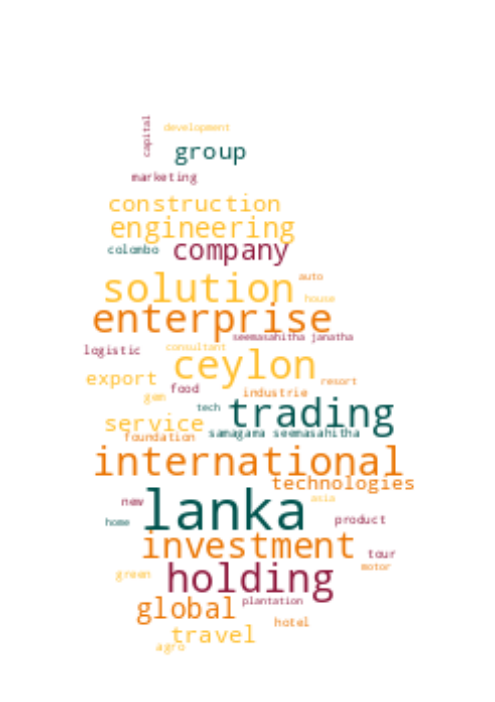 capital development
group
marketing
construction
engineering
colombo company
auto
solution
house
enterprise
seemasahitha janatha
logistic consultant
ceylon
export resort
food
industrie
gem
tech trading
service
samagama seemasahitha
foundation
international
technologies
asia
new lanka
product
home
investment
tour
motor
green holding
plantation
global
hotel
travel
agro